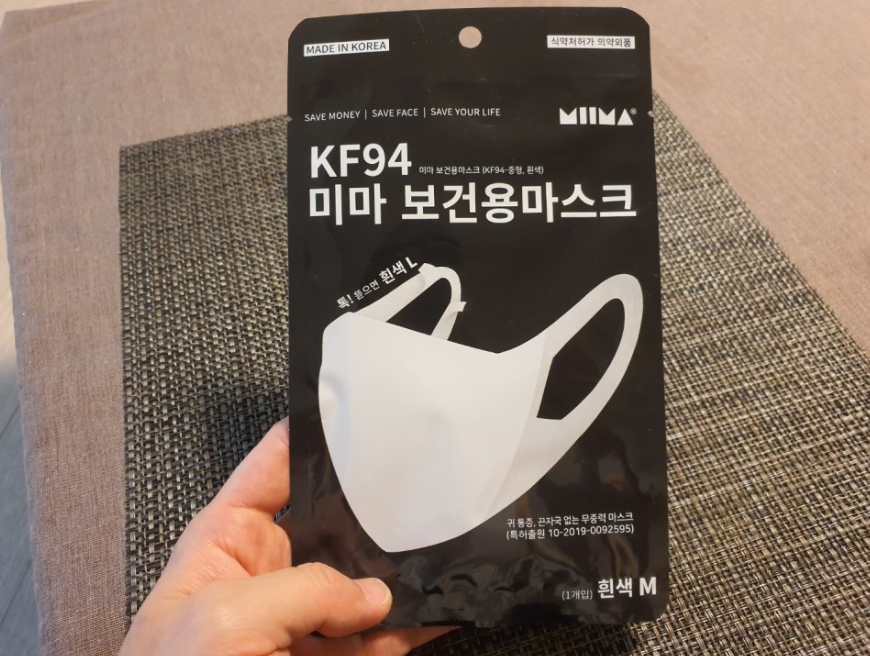 MADE IN KOREA
식약처허가 의약외품
SAVE MONEY | SAVE FACE | SAVE YOUR LIFE
MIIMA®
KF94 미마 보건용마스크 (KF94-중형, 흰색)
미마 보건용마스크
톡! 뜯으면 흰색 L
귀 통증, 끈자국 없는 무중력 마스크
(특허출원 10-2019-0092595)
(1개입) 흰색 M